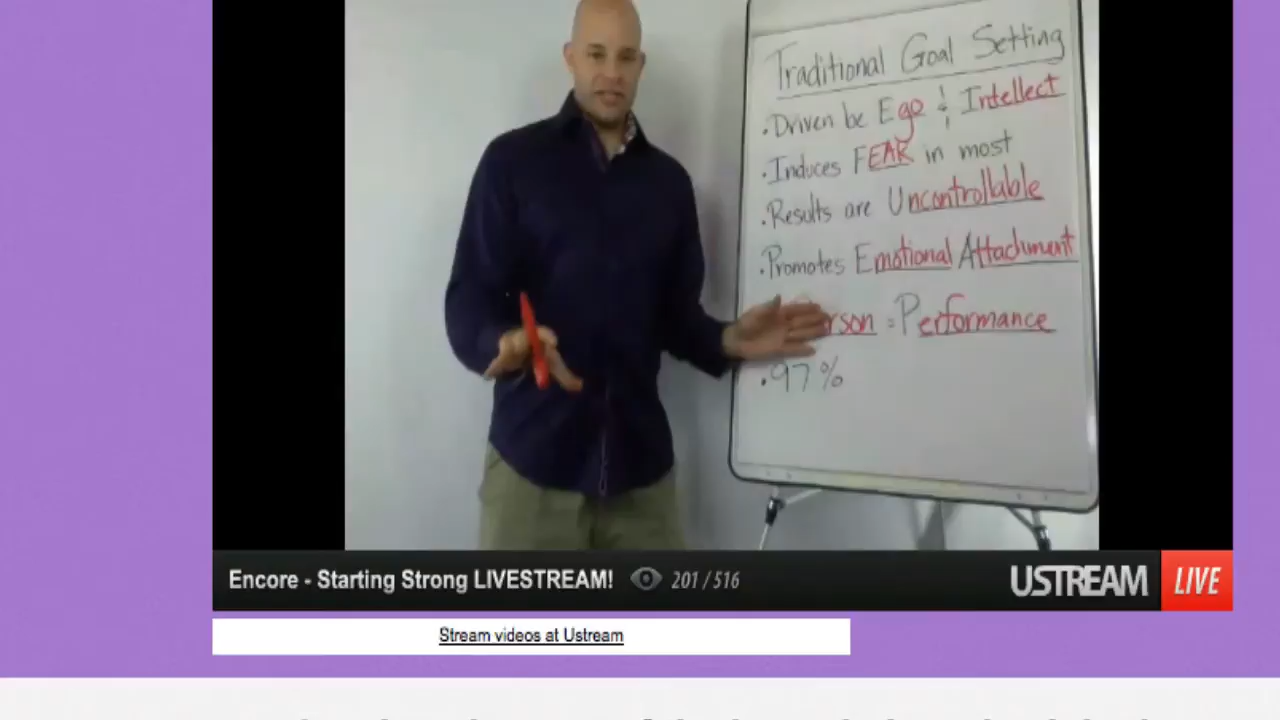 Traditional Goal Setting
• Driven be Ego & Intellect
• Induces FEAR in most
• Results are Uncontrollable
• Promotes Emotional Attachment
= Performance
• 97%
Encore - Starting Strong LIVESTREAM! 201 / 516 USTREAM LIVE
Stream videos at Ustream